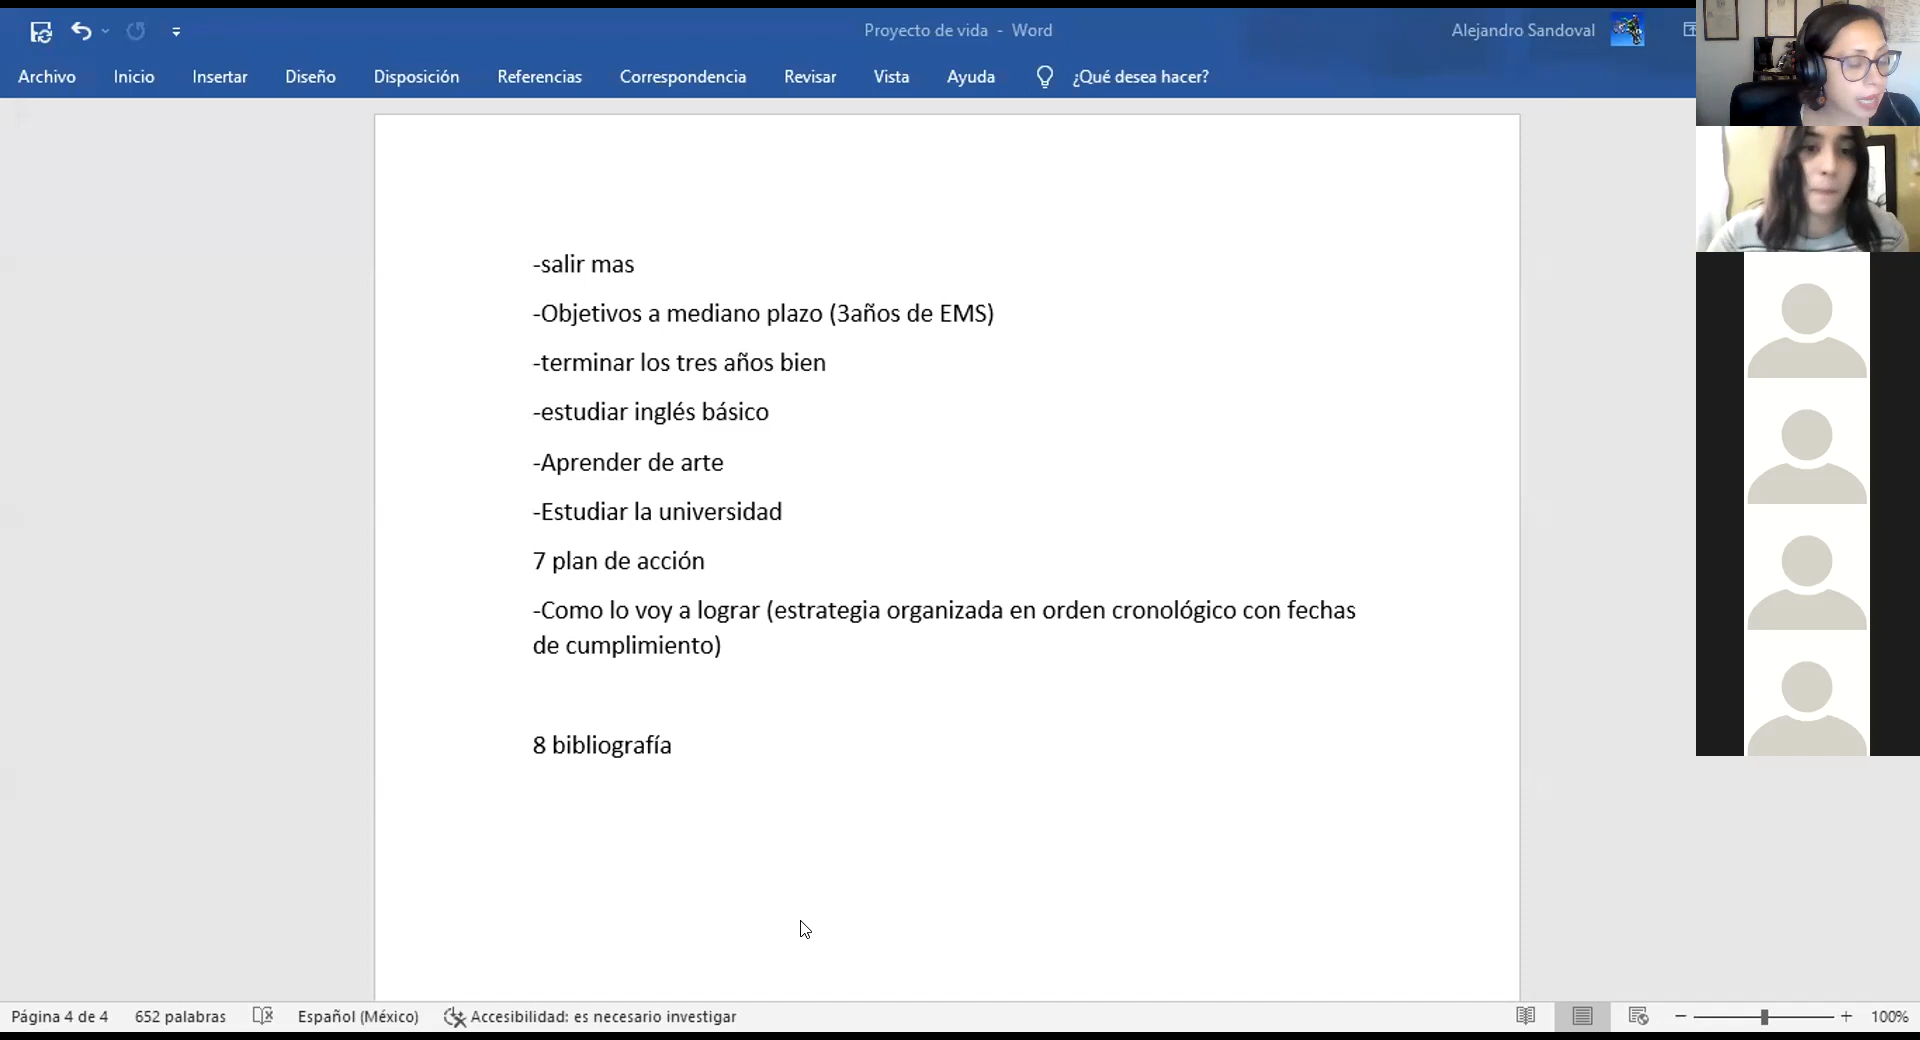 Proyecto de vida - Word
Alejandro Sandoval
Archivo Inicio Insertar Diseño Disposición Referencias Correspondencia Revisar Vista Ayuda ¿Qué desea hacer?
-salir mas
-Objetivos a mediano plazo (3años de EMS)
-terminar los tres años bien
-estudiar inglés básico
-Aprender de arte
-Estudiar la universidad
7 plan de acción
-Como lo voy a lograr (estrategia organizada en orden cronológico con fechas
de cumplimiento)
8 bibliografía
Página 4 de 4 652 palabras Español (México) Accesibilidad: es necesario investigar 100%